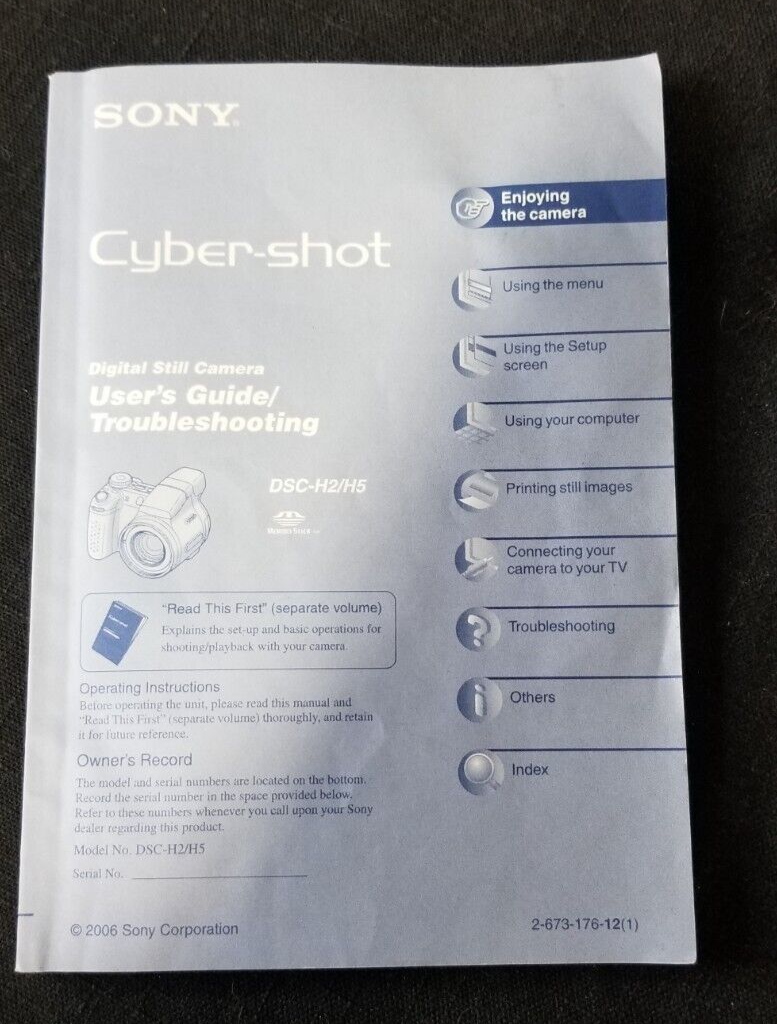 SONY®
Cyber-shot
Digital Still Camera
User's Guide/
Troubleshooting
DSC-H2/H5
MEMORY STICK TM
"Read This First" (separate volume)
Explains the set-up and basic operations for
shooting/playback with your camera.
Operating Instructions
Before operating the unit, please read this manual and
"Read This First" (separate volume) thoroughly, and retain
it for future reference.
Owner's Record
The model and serial numbers are located on the bottom.
Record the serial number in the space provided below.
Refer to these numbers whenever you call upon your Sony
dealer regarding this product.
Model No. DSC-H2/H5
Serial No. ____________________
© 2006 Sony Corporation
Enjoying
the camera
Using the menu
Using the Setup
screen
Using your computer
Printing still images
Connecting your
camera to your TV
Troubleshooting
Others
Index
2-673-176-12(1)